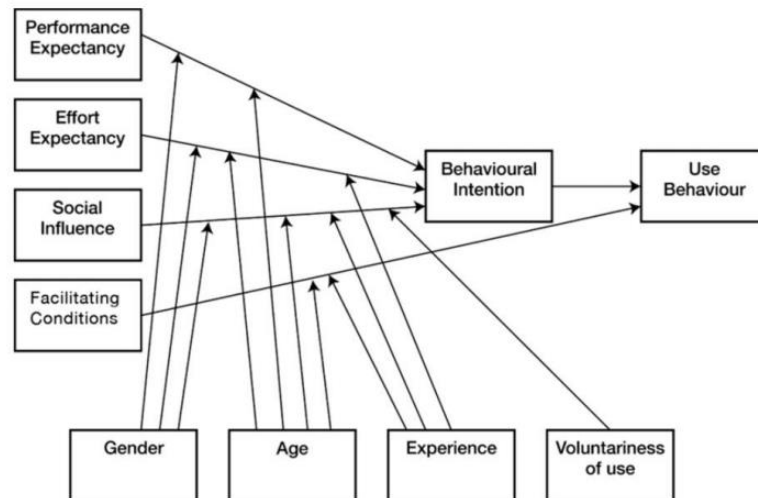 Performance
Expectancy
Effort
Expectancy
Social
Influence
Facilitating
Conditions
Behavioural
Intention
Use
Behaviour
Gender
Age
Experience
Voluntariness
of use